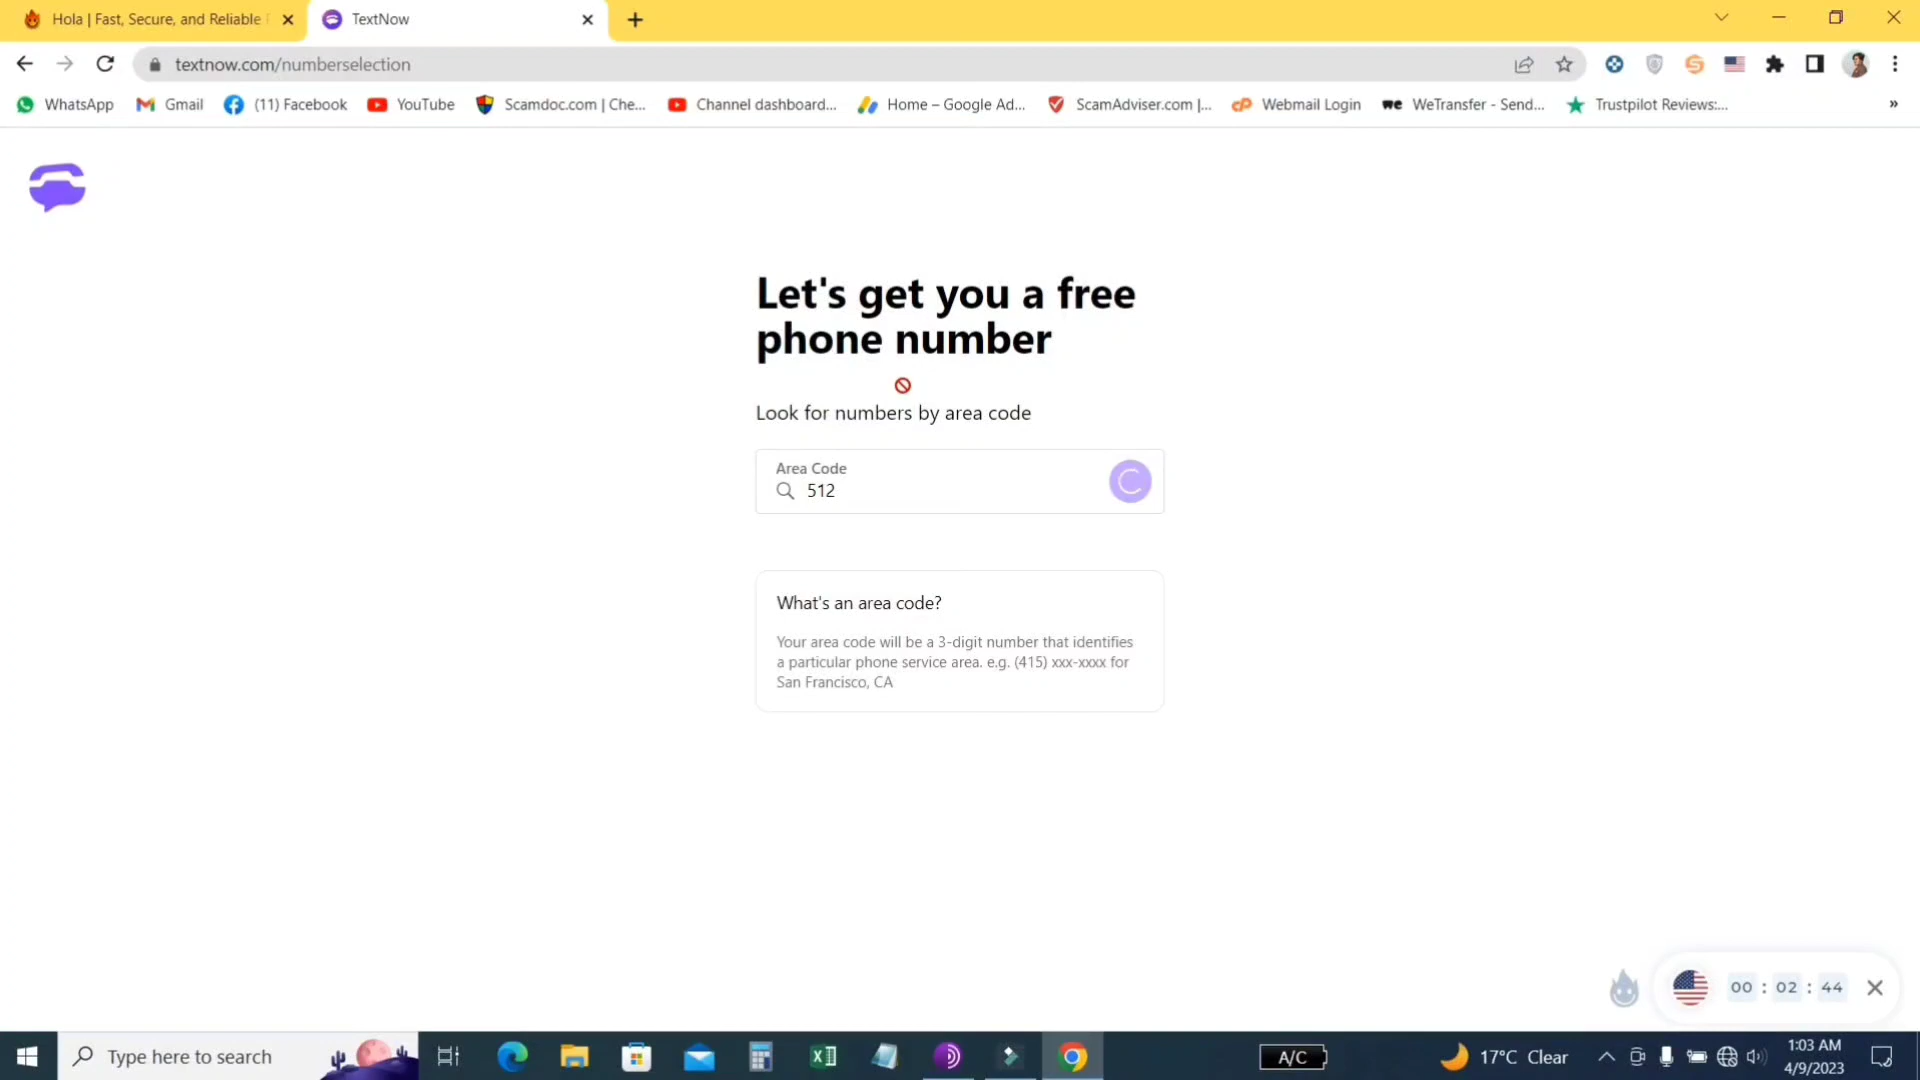 Hola | Fast, Secure, and Reliable
TextNow
textnow.com/numberselection
WhatsApp
Gmail
(11) Facebook
YouTube
Scamdoc.com | Che...
Channel dashboard...
Home – Google Ad...
ScamAdviser.com |...
Webmail Login
WeTransfer - Send...
Trustpilot Reviews:...
»
Let's get you a free
phone number
Look for numbers by area code
Area Code
512
What's an area code?
Your area code will be a 3-digit number that identifies
a particular phone service area. e.g. (415) xxx-xxxx for
San Francisco, CA
00 : 02 : 44
Type here to search
A/C
17°C Clear
1:03 AM
4/9/2023